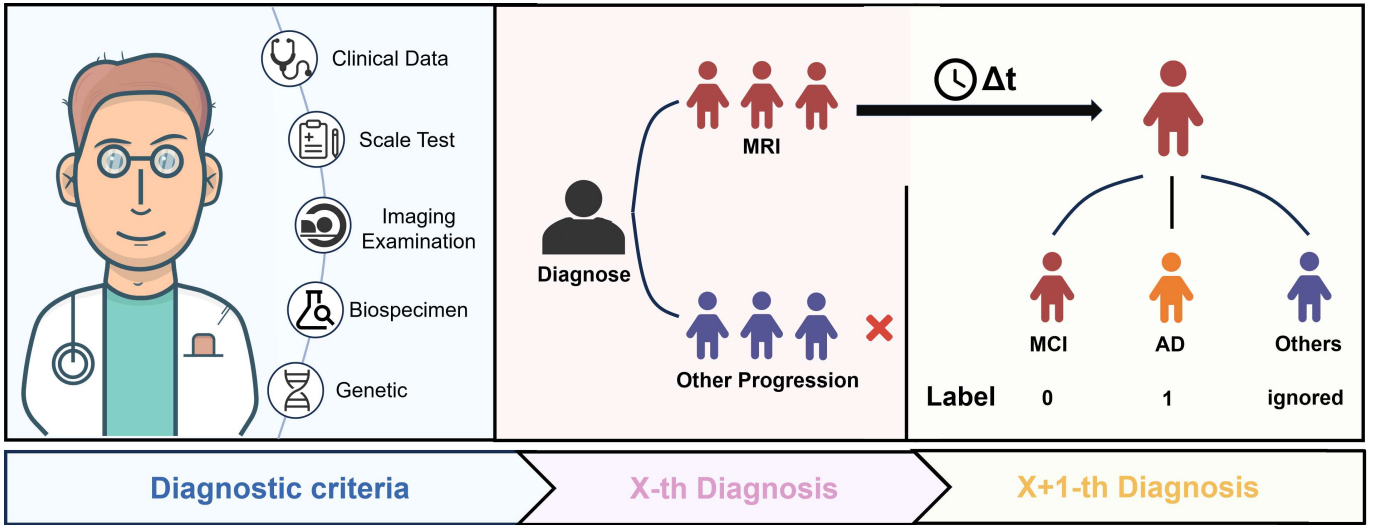 Clinical Data
Scale Test
Imaging
Examination
Biospecimen
Genetic
Diagnose
MRI
Other Progression
Δt
MCI
AD
Others
Label
0
1
ignored
Diagnostic criteria
X-th Diagnosis
X+1-th Diagnosis